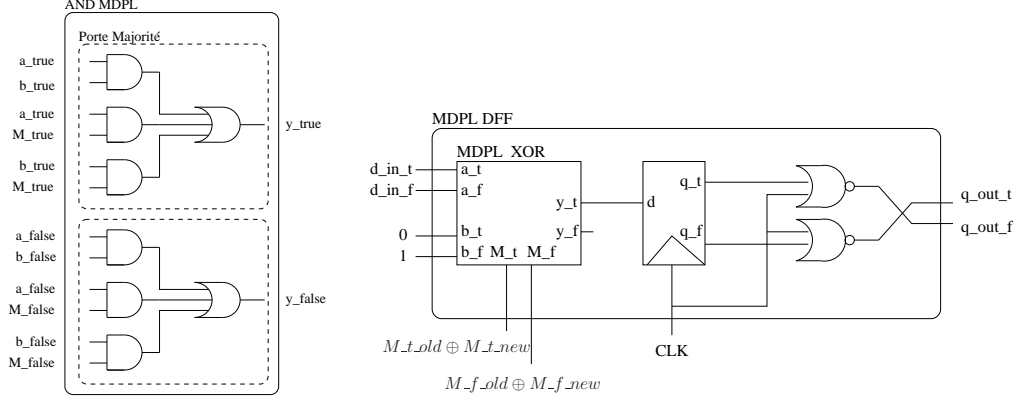 AND MDPL
Porte Majorité
a_true
b_true
a_true
M_true
b_true
M_true
y_true
a_false
b_false
a_false
M_false
b_false
M_false
y_false
MDPL DFF
MDPL XOR
d_in_t
d_in_f
a_t
a_f
y_t
y_f
0
1
b_t
b_f
M_t M_f
d
q_t
q_f
q_out_t
q_out_f
CLK
M_t_old ⊕ M_t_new
M_f_old ⊕ M_f_new